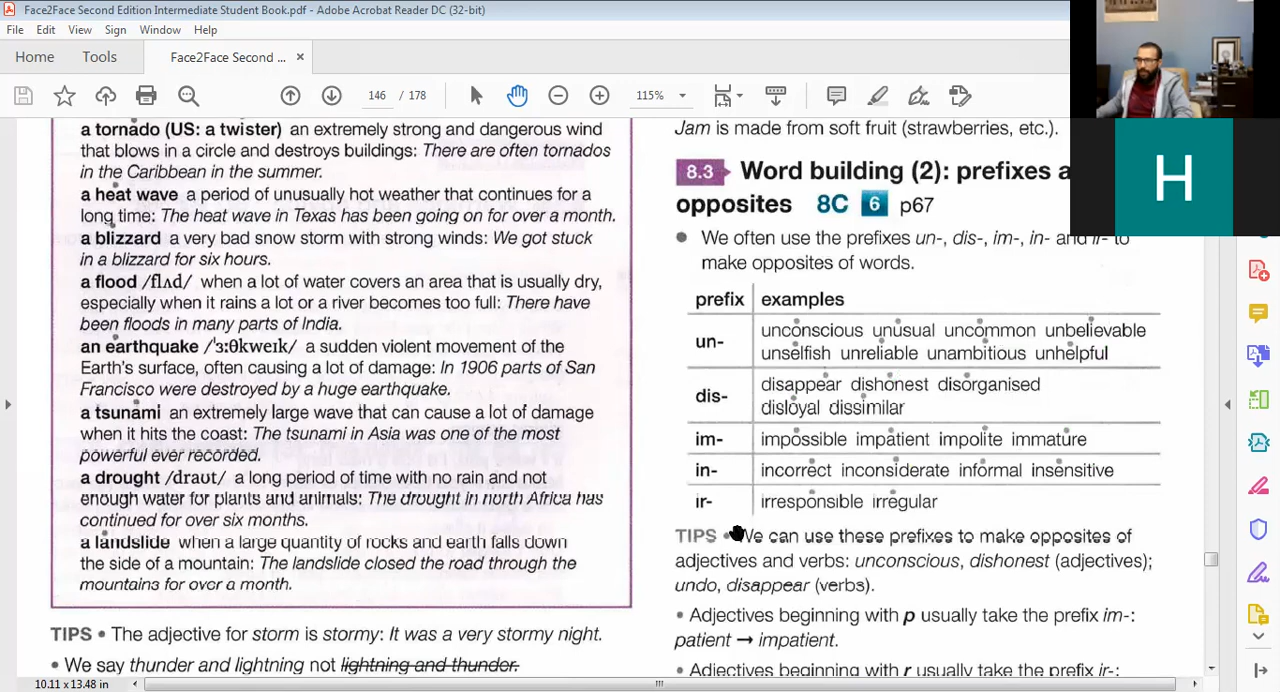 Face2Face Second Edition Intermediate Student Book.pdf - Adobe Acrobat Reader DC (32-bit)
File Edit View Sign Window Help
Home Tools Face2Face Second ... ×
146 / 178 115%
a tornado (US: a twister) an extremely strong and dangerous wind
that blows in a circle and destroys buildings: There are often tornados
in the Caribbean in the summer.
a heat wave a period of unusually hot weather that continues for a
long time: The heat wave in Texas has been going on for over a month.
a blizzard a very bad snow storm with strong winds: We got stuck
in a blizzard for six hours.
a flood /flʌd/ when a lot of water covers an area that is usually dry,
especially when it rains a lot or a river becomes too full: There have
been floods in many parts of India.
an earthquake /ˈɜːθkweɪk/ a sudden violent movement of the
Earth's surface, often causing a lot of damage: In 1906 parts of San
Francisco were destroyed by a huge earthquake.
a tsunami an extremely large wave that can cause a lot of damage
when it hits the coast: The tsunami in Asia was one of the most
powerful ever recorded.
a drought /draʊt/ a long period of time with no rain and not
enough water for plants and animals: The drought in north Africa has
continued for over six months.
a landslide when a large quantity of rocks and earth falls down
the side of a mountain: The landslide closed the road through the
mountains for over a month.
TIPS • The adjective for storm is stormy: It was a very stormy night.
• We say thunder and lightning not lightning and thunder.
Jam is made from soft fruit (strawberries, etc.).
8.3 Word building (2): prefixes a
opposites 8C 6 p67
● We often use the prefixes un-, dis-, im-, in- and ir- to
make opposites of words.
prefix examples
un- unconscious unusual uncommon unbelievable
unselfish unreliable unambitious unhelpful
dis- disappear dishonest disorganised
disloyal dissimilar
im- impossible impatient impolite immature
in- incorrect inconsiderate informal insensitive
ir- irresponsible irregular
TIPS • We can use these prefixes to make opposites of
adjectives and verbs: unconscious, dishonest (adjectives);
undo, disappear (verbs).
• Adjectives beginning with p usually take the prefix im-:
patient → impatient.
• Adjectives beginning with r usually take the prefix ir-:
H
10.11 x 13.48 in